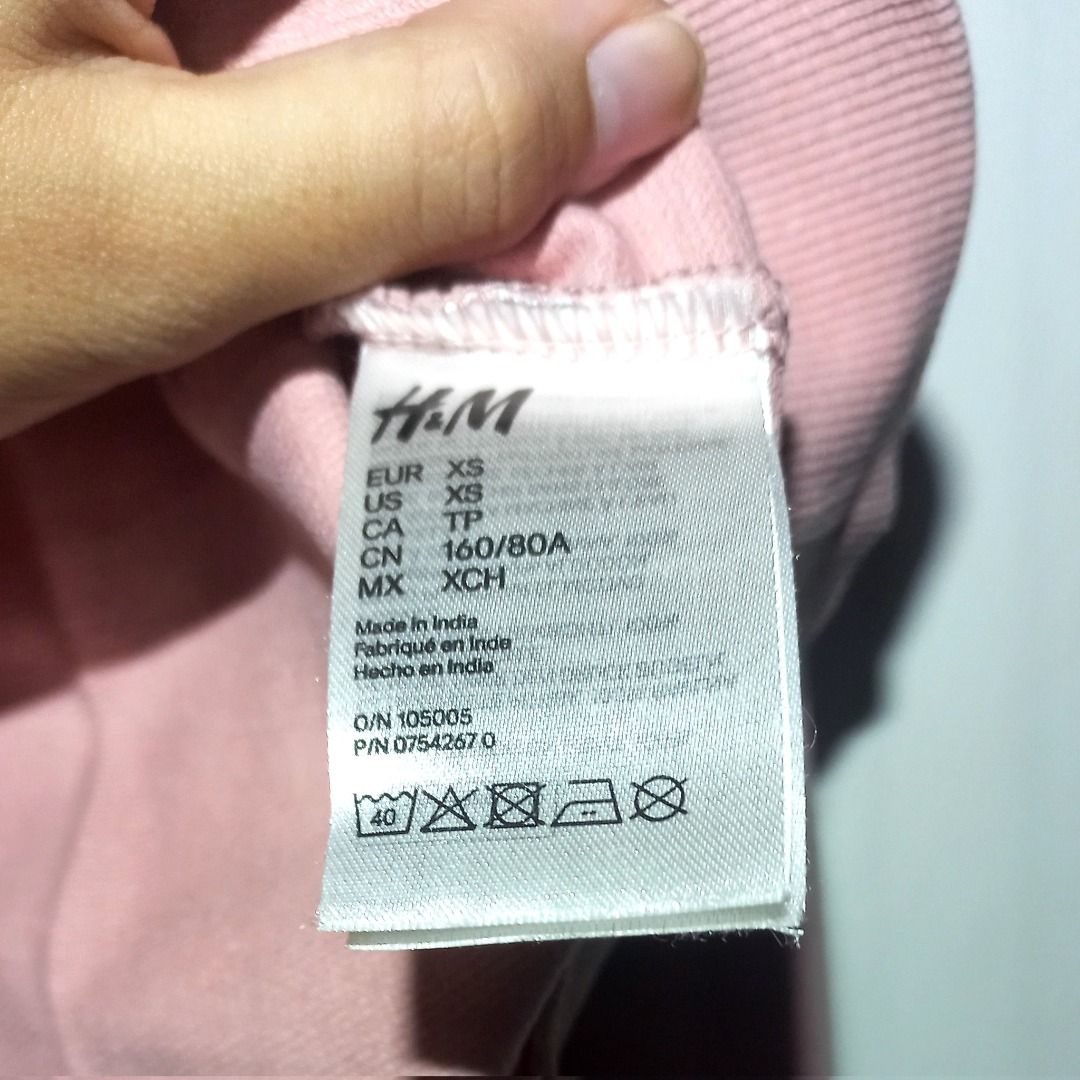 H&M
EUR XS
US XS
CA TP
CN 160/80A
MX XCH
Made in India
Fabriqué en Inde
Hecho en India
O/N 105005
P/N 0754267 0
40